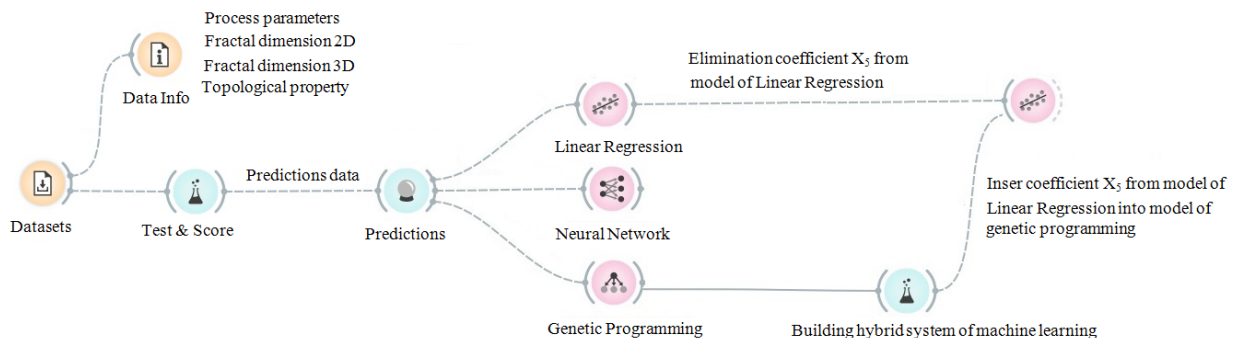 Process parameters
Fractal dimension 2D
Fractal dimension 3D
Topological property
Data Info
Elimination coefficient X₅ from
model of Linear Regression
Linear Regression
Predictions data
Datasets
Test & Score
Predictions
Neural Network
Inser coefficient X₅ from model of
Linear Regression into model of
genetic programming
Genetic Programming
Building hybrid system of machine learning